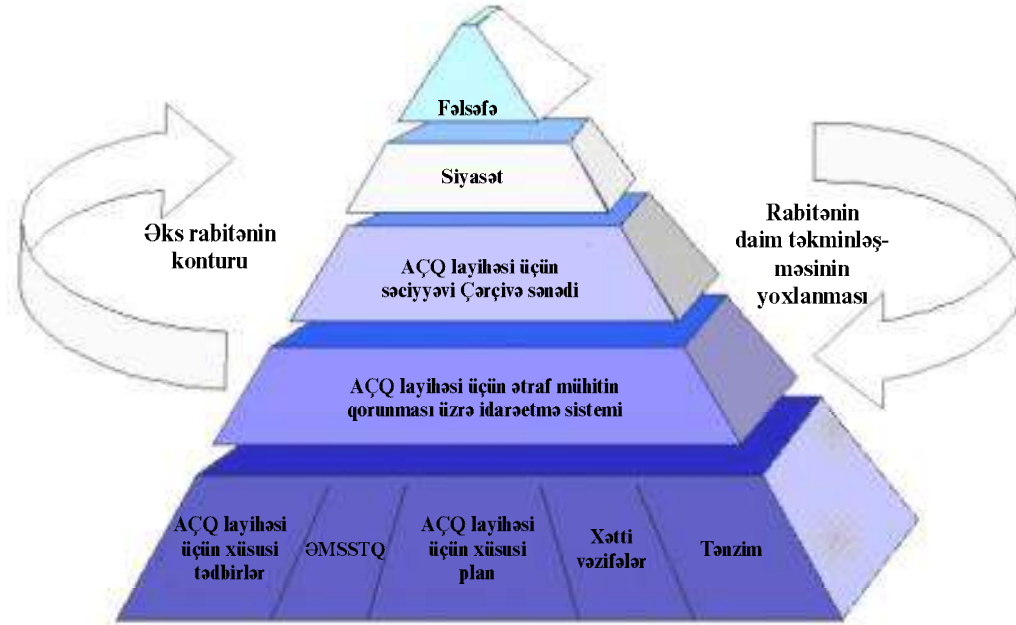 Fəlsəfə
Siyasət
Əks rabitənin
konturu
Rabitənin
daim təkminləş-
məsinin
yoxlanması
AÇQ layihəsi üçün
səciyyəvi Çərçivə sənədi
AÇQ layihəsi üçün ətraf mühitin
qorunması üzrə idarəetmə sistemi
AÇQ layihəsi
üçün xüsusi
tədbirlər
ƏMSSTQ
AÇQ layihəsi
üçün xüsusi
plan
Xətti
vəzifələr
Tənzim